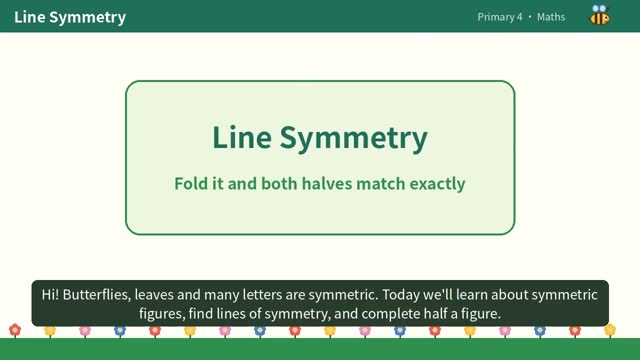 Line Symmetry
Primary 4 • Maths
Line Symmetry
Fold it and both halves match exactly
Hi! Butterflies, leaves and many letters are symmetric. Today we'll learn about symmetric
figures, find lines of symmetry, and complete half a figure.